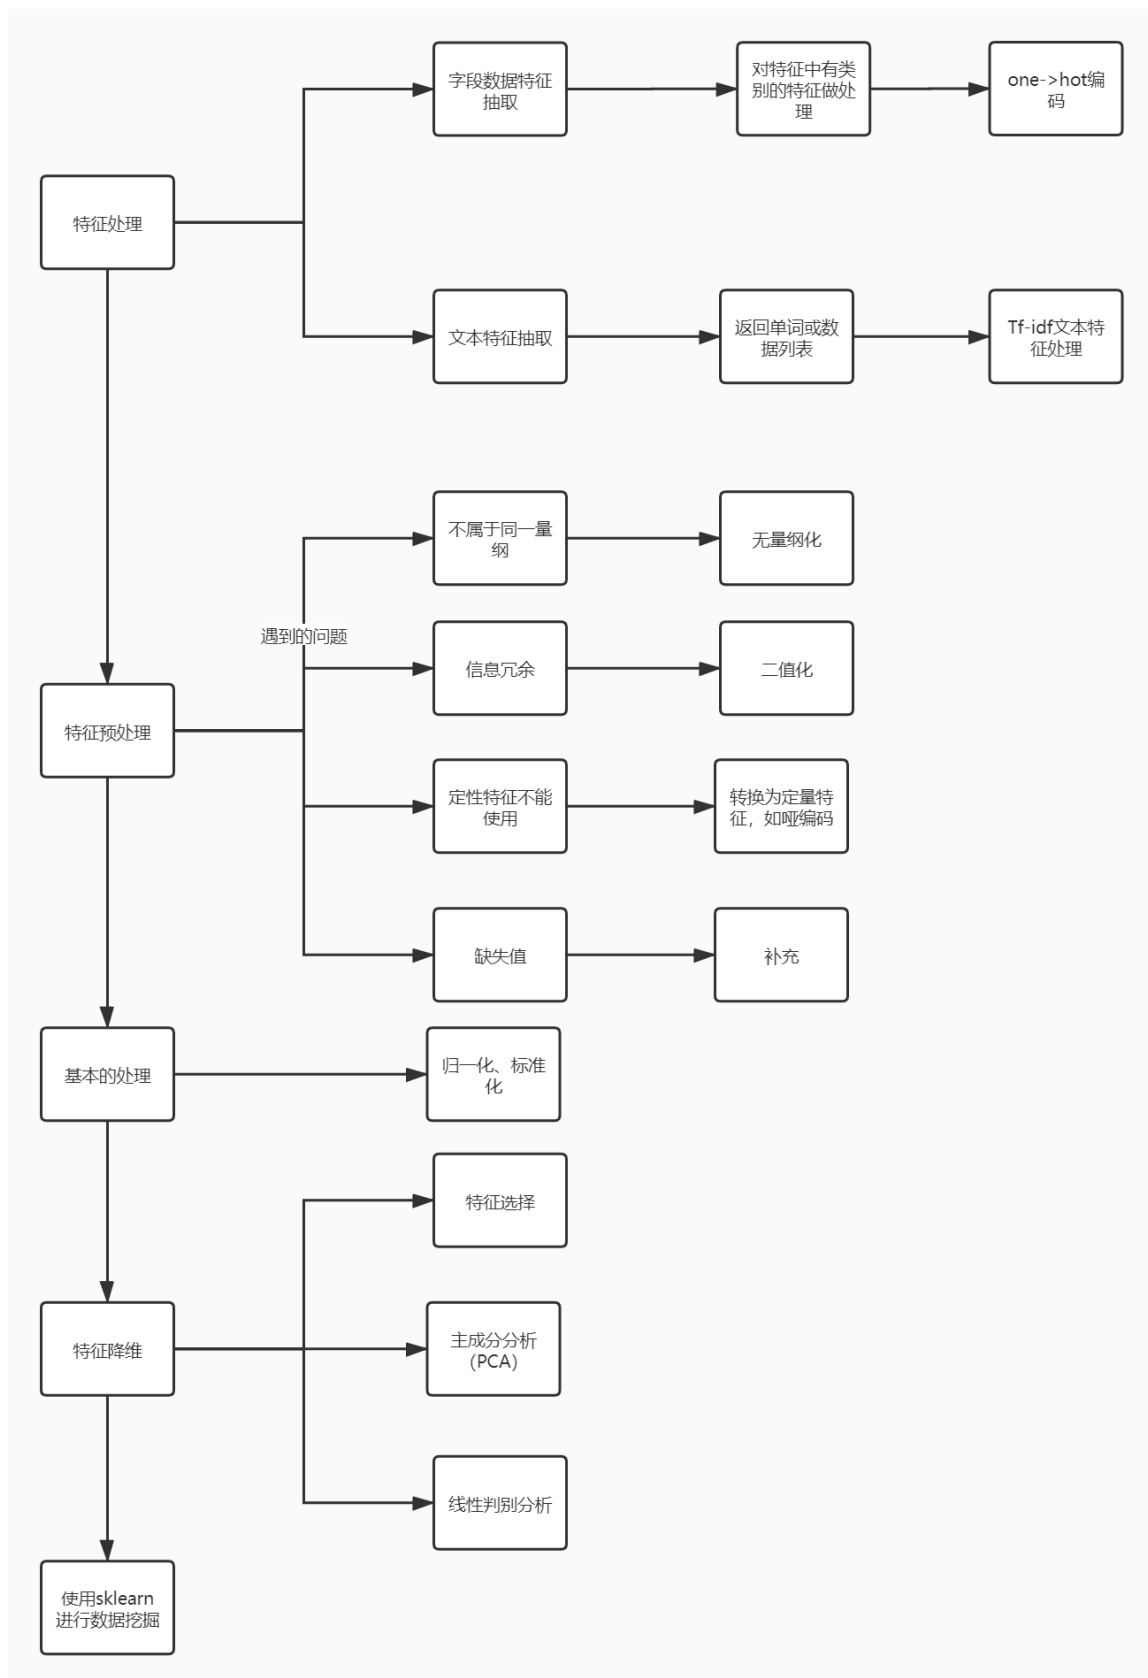 字段数据特征
抽取
对特征中有类
别的特征做处
理
one->hot编
码
特征处理
文本特征抽取
返回单词或数
据列表
Tf-idf文本特
征处理
不属于同一量
纲
无量纲化
遇到的问题
信息冗余
二值化
特征预处理
定性特征不能
使用
转换为定量特
征，如哑编码
缺失值
补充
基本的处理
归一化、标准
化
特征选择
特征降维
主成分分析
（PCA）
线性判别分析
使用sklearn
进行数据挖掘